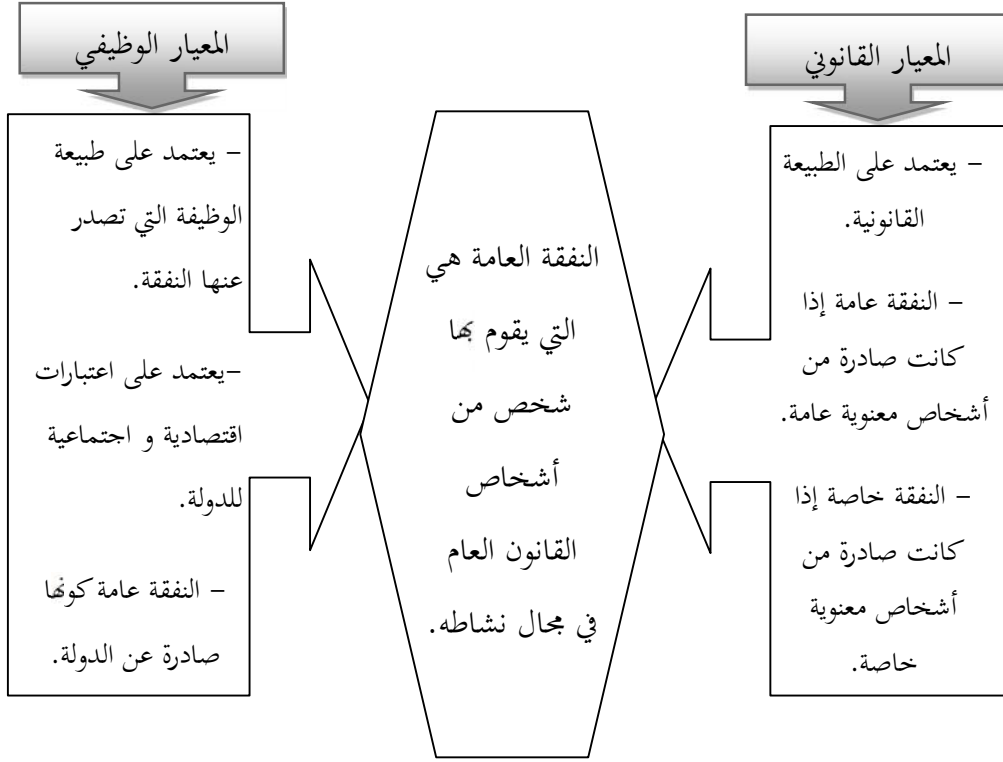 المعيار القانوني
– يعتمد على الطبيعة
القانونية.
– النفقة عامة إذا
كانت صادرة من
أشخاص معنوية عامة.
– النفقة خاصة إذا
كانت صادرة من
أشخاص معنوية
خاصة.
النفقة العامة هي
التي يقوم بها
شخص من
أشخاص
القانون العام
في مجال نشاطه.
المعيار الوظيفي
– يعتمد على طبيعة
الوظيفة التي تصدر
عنها النفقة.
–يعتمد على اعتبارات
اقتصادية و اجتماعية
للدولة.
– النفقة عامة كونها
صادرة عن الدولة.